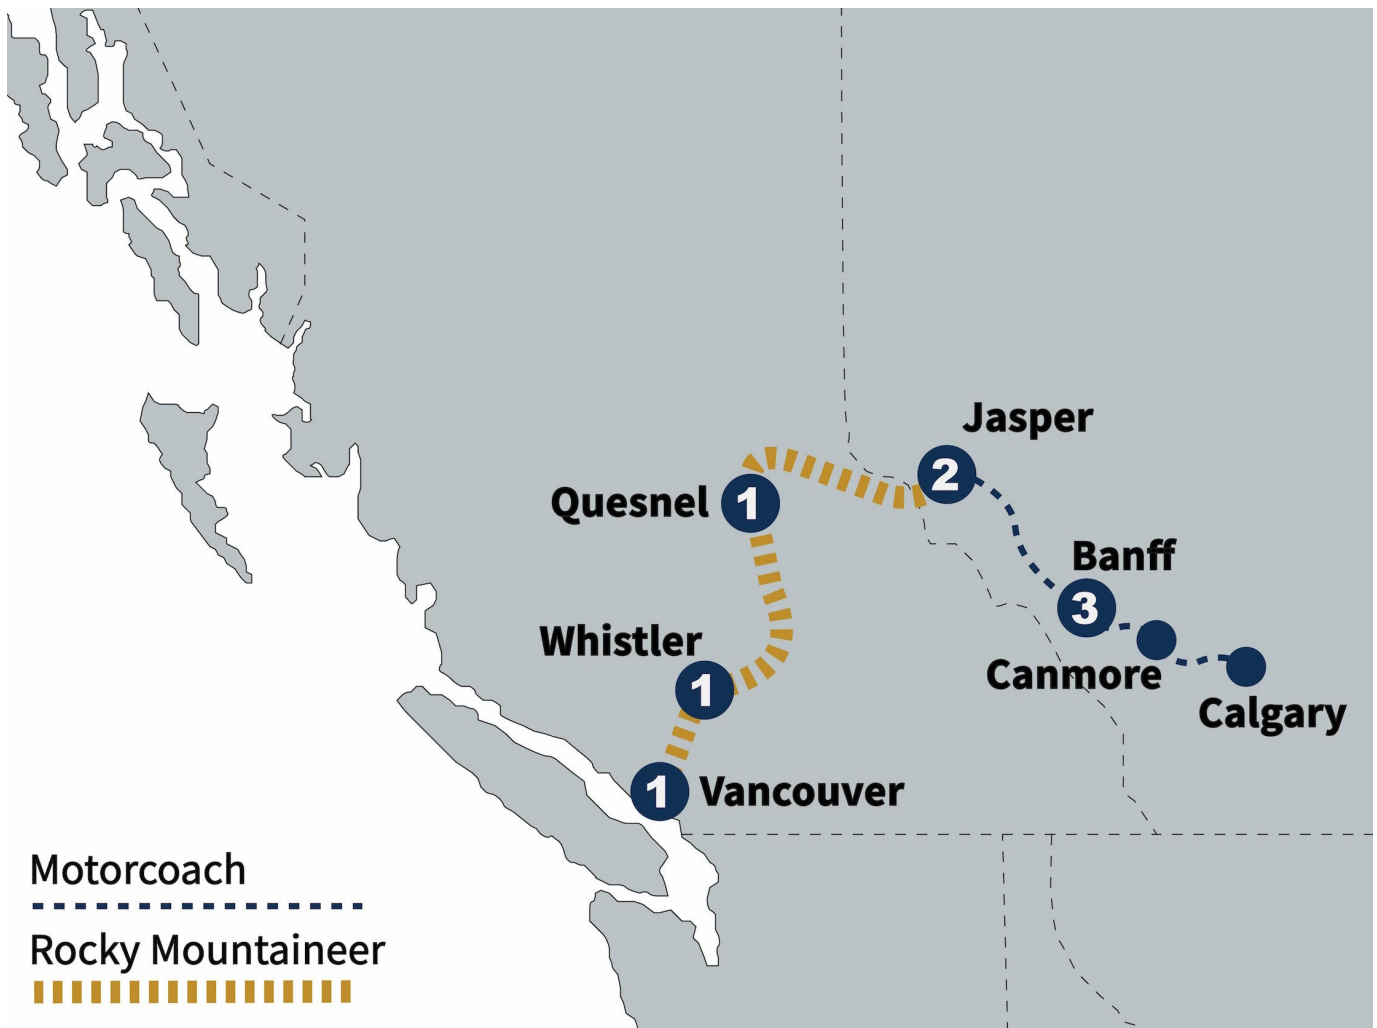 Jasper
2
Quesnel
1
Banff
3
Whistler
1
Canmore
Calgary
1
Vancouver
Motorcoach
Rocky Mountaineer